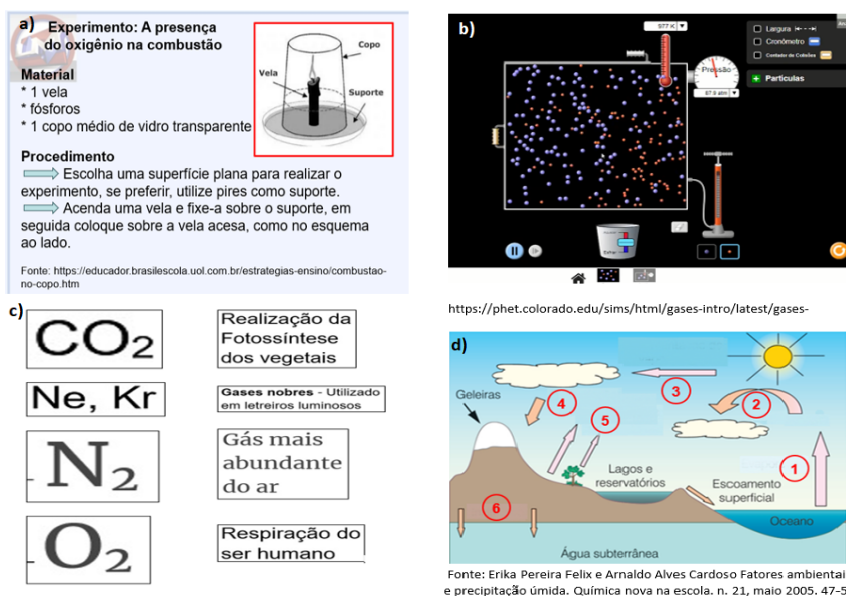 a) Experimento: A presença
do oxigênio na combustão
Material
* 1 vela
* fósforos
* 1 copo médio de vidro transparente
Copo
Vela
Suporte
Procedimento
Escolha uma superfície plana para realizar o
experimento, se preferir, utilize pires como suporte.
Acenda uma vela e fixe-a sobre o suporte, em
seguida coloque sobre a vela acesa, como no esquema
ao lado.
Fonte: https://educador.brasilescola.uol.com.br/estrategias-ensino/combustao-
no-copo.htm
b)
577 K
Pressão
67.9 atm
Largura
Cronômetro
Contador de Colisões
Partículas
https://phet.colorado.edu/sims/html/gases-intro/latest/gases-
c)
CO2
Realização da
Fotossíntese
dos vegetais
Ne, Kr
Gases nobres - Utilizado
em letreiros luminosos
N2
Gás mais
abundante
do ar
O2
Respiração do
ser humano
d)
Geleiras
4
3
2
5
1
Lagos e
reservatórios
Escoamento
superficial
6
Oceano
Água subterrânea
Fonte: Erika Pereira Felix e Arnaldo Alves Cardoso Fatores ambientai
e precipitação úmida. Química nova na escola. n. 21, maio 2005. 47-5